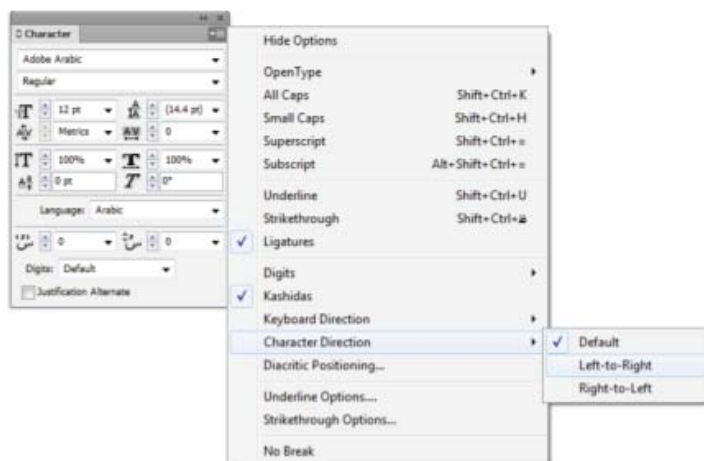 Character
Adobe Arabic
Regular
12 pt
(14.4 pt)
Metrics
0
100%
100%
0 pt
0°
Language: Arabic
0
0
Digits: Default
Justification Alternate
Hide Options
OpenType
All Caps Shift+Ctrl+K
Small Caps Shift+Ctrl+H
Superscript Shift+Ctrl+=
Subscript Alt+Shift+Ctrl+=
Underline Shift+Ctrl+U
Strikethrough Shift+Ctrl+
Ligatures
Digits
Kashidas
Keyboard Direction
Character Direction
Diacritic Positioning...
Underline Options....
Strikethrough Options...
No Break
Default
Left-to-Right
Right-to-Left